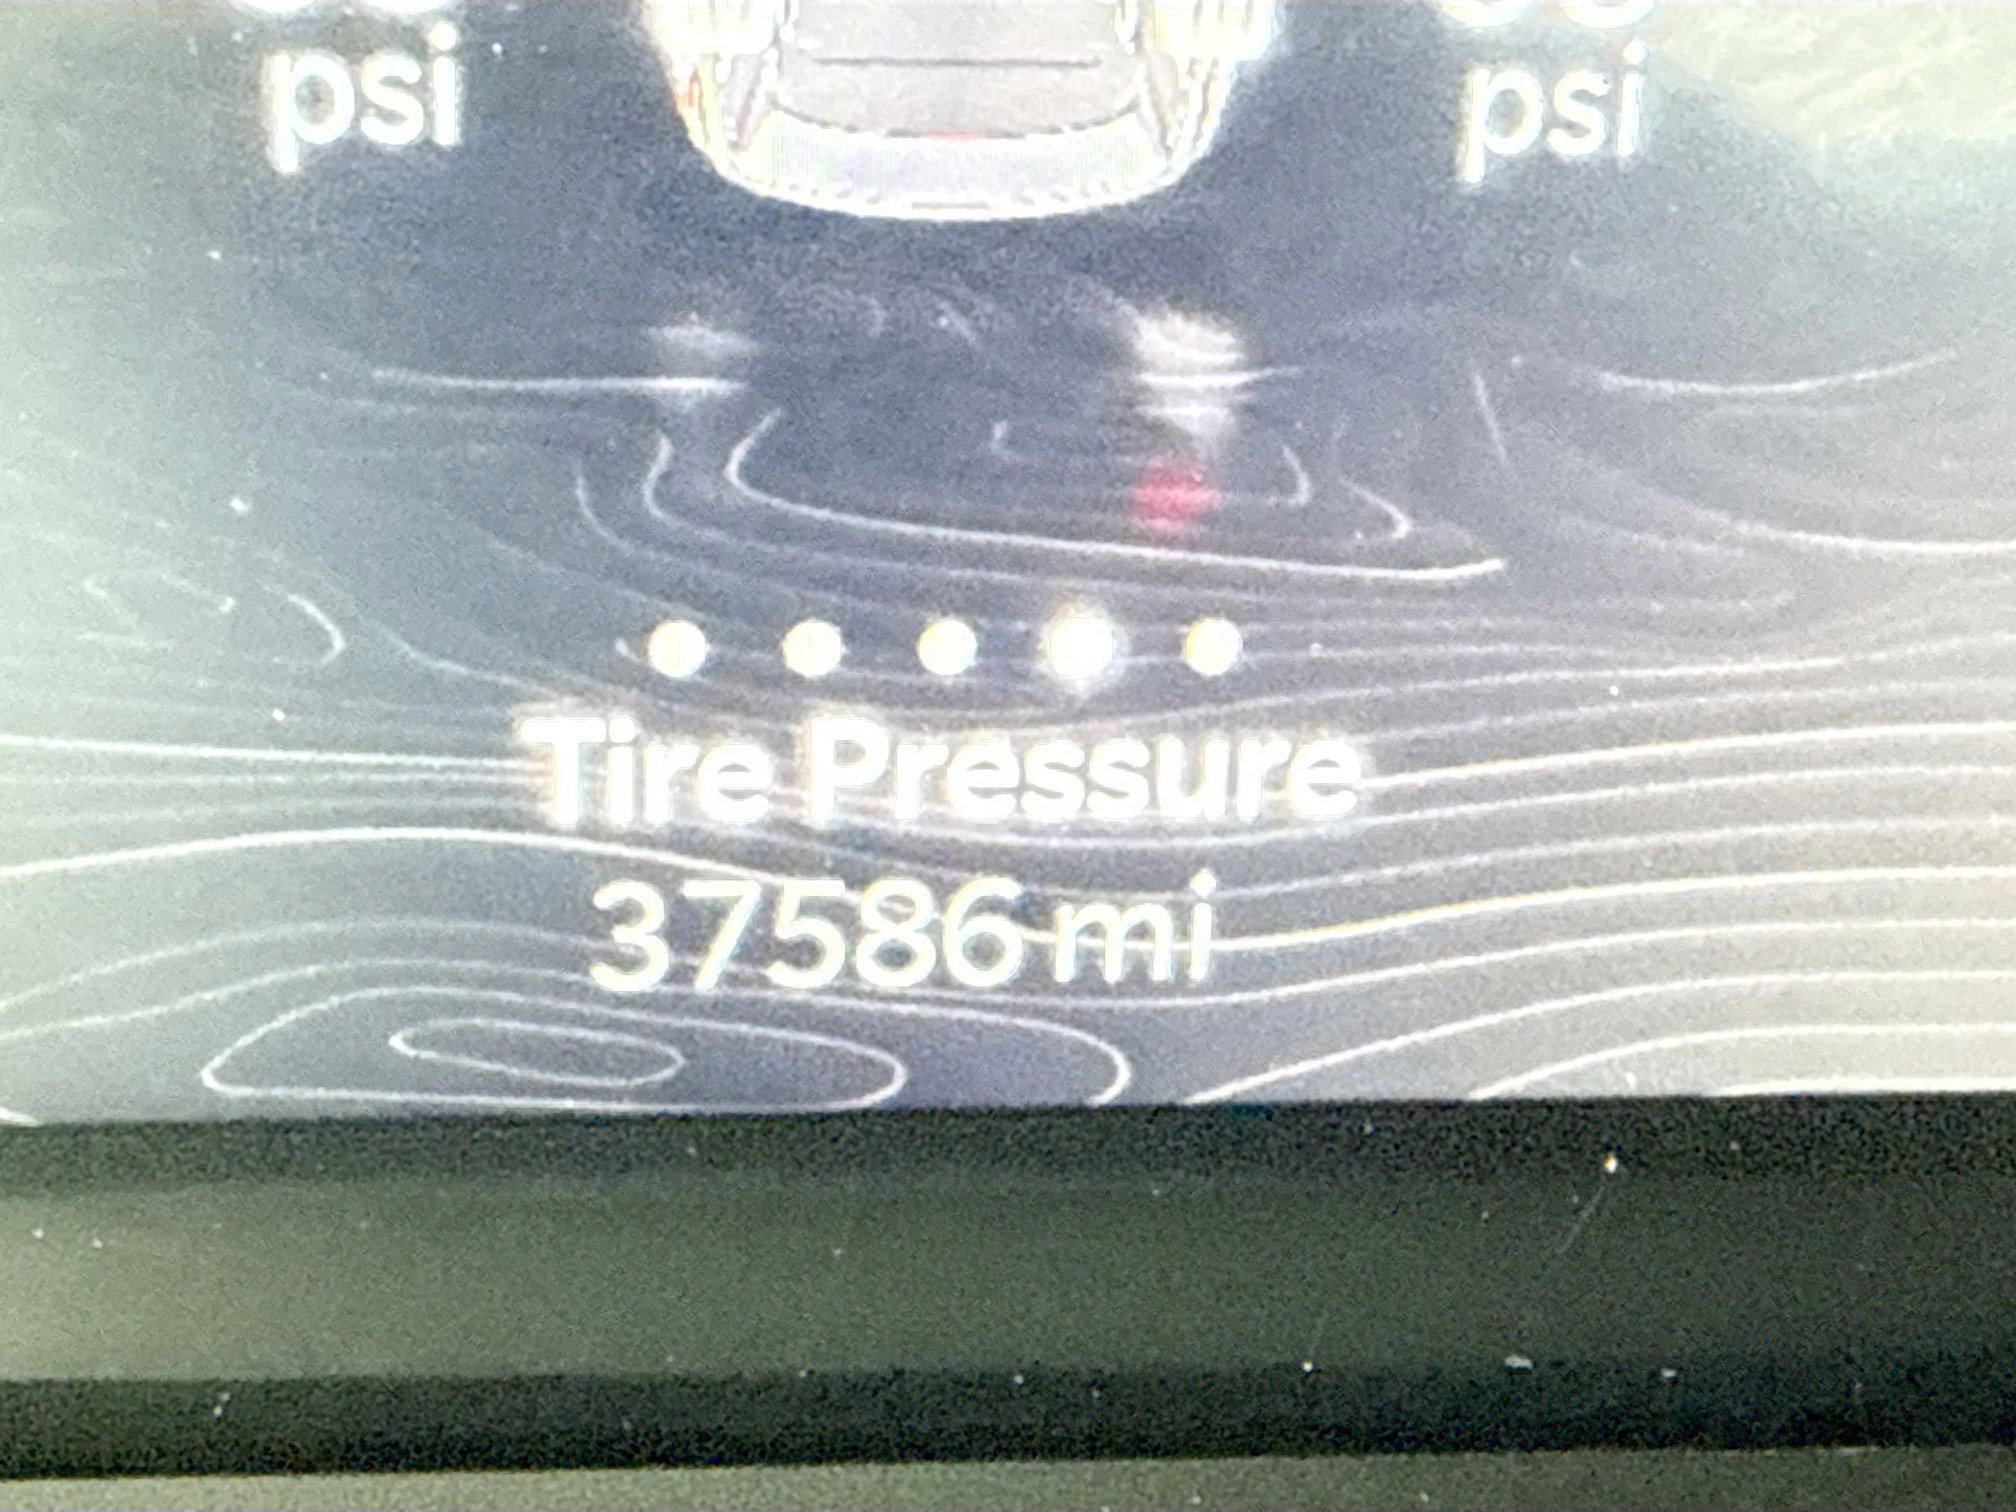 psi psi
Tire Pressure
37586 mi